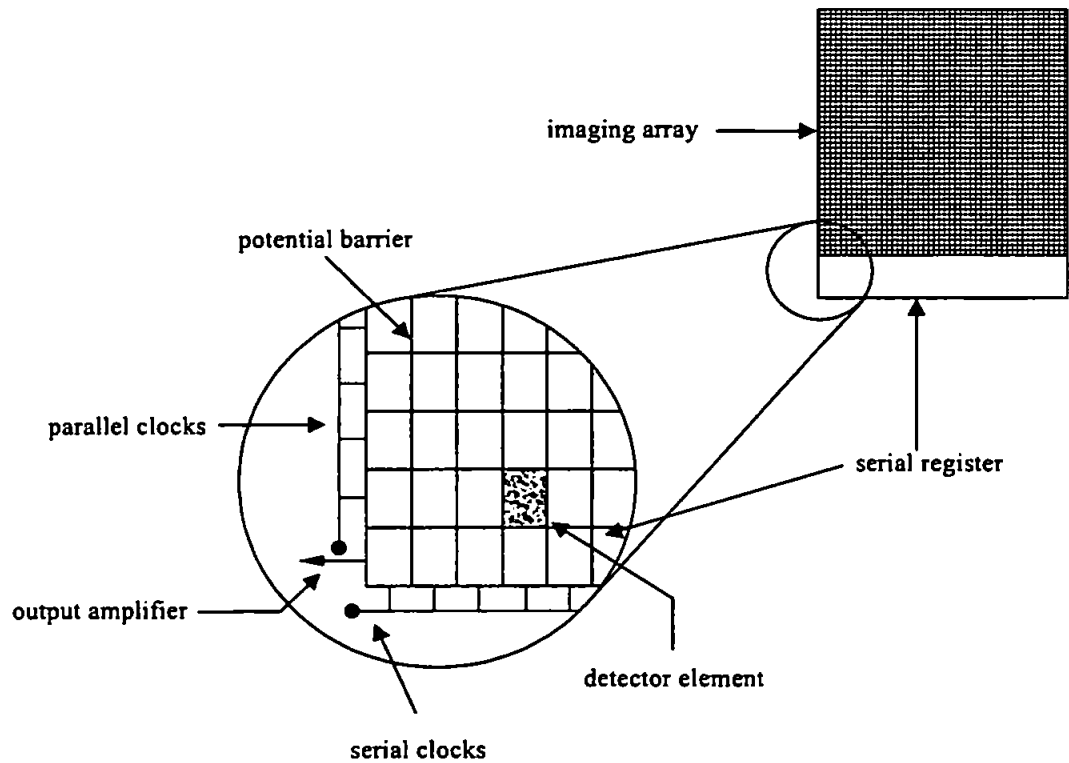 imaging array
potential barrier
parallel clocks
serial register
output amplifier
detector element
serial clocks